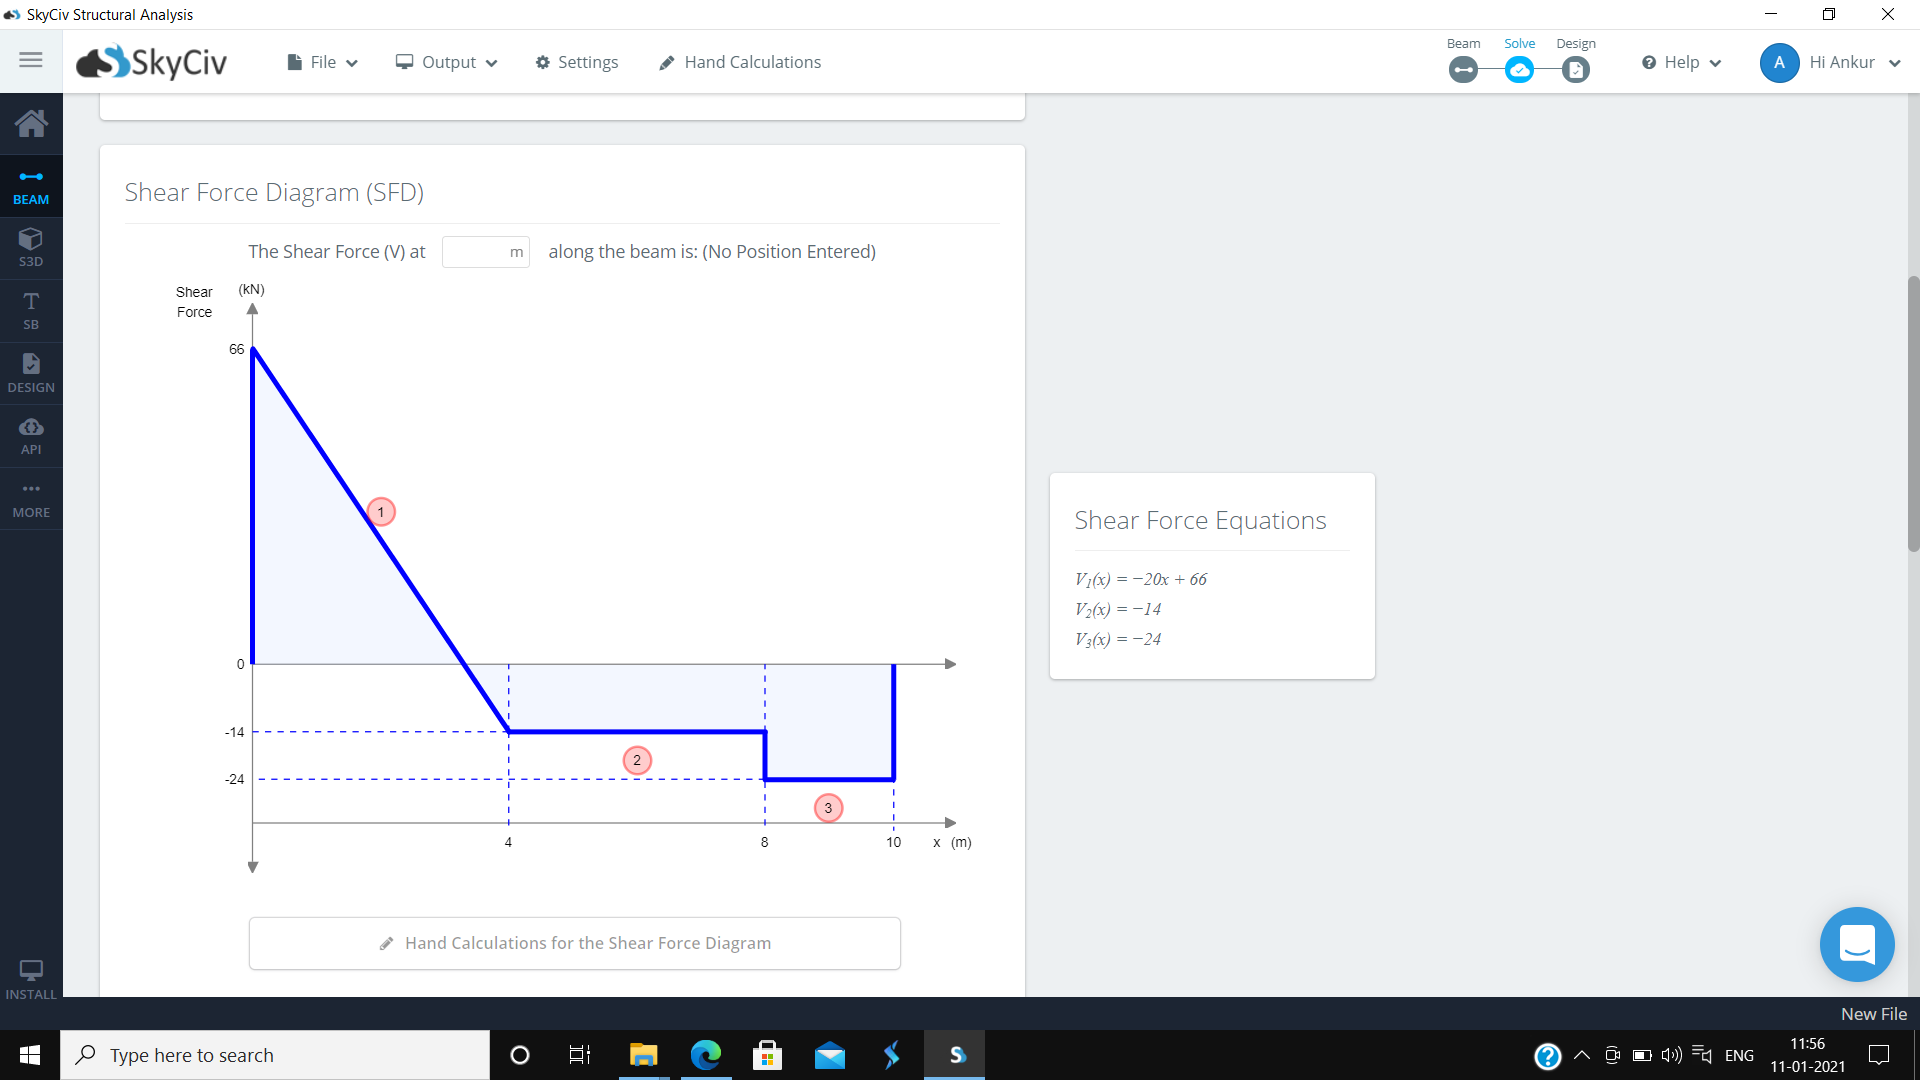 SkyCiv Structural Analysis
SkyCiv
File
Output
Settings
Hand Calculations
Beam
Solve
Design
Help
A
Hi Ankur
BEAM
S3D
T
SB
DESIGN
API
MORE
INSTALL
Shear Force Diagram (SFD)
The Shear Force (V) at m along the beam is: (No Position Entered)
Shear
Force
(kN)
66
0
-14
-24
1
2
3
4
8
10
x (m)
Hand Calculations for the Shear Force Diagram
Shear Force Equations
V₁(x) = −20x + 66
V₂(x) = −14
V₃(x) = −24
New File
Type here to search
S
ENG
11:56
11-01-2021